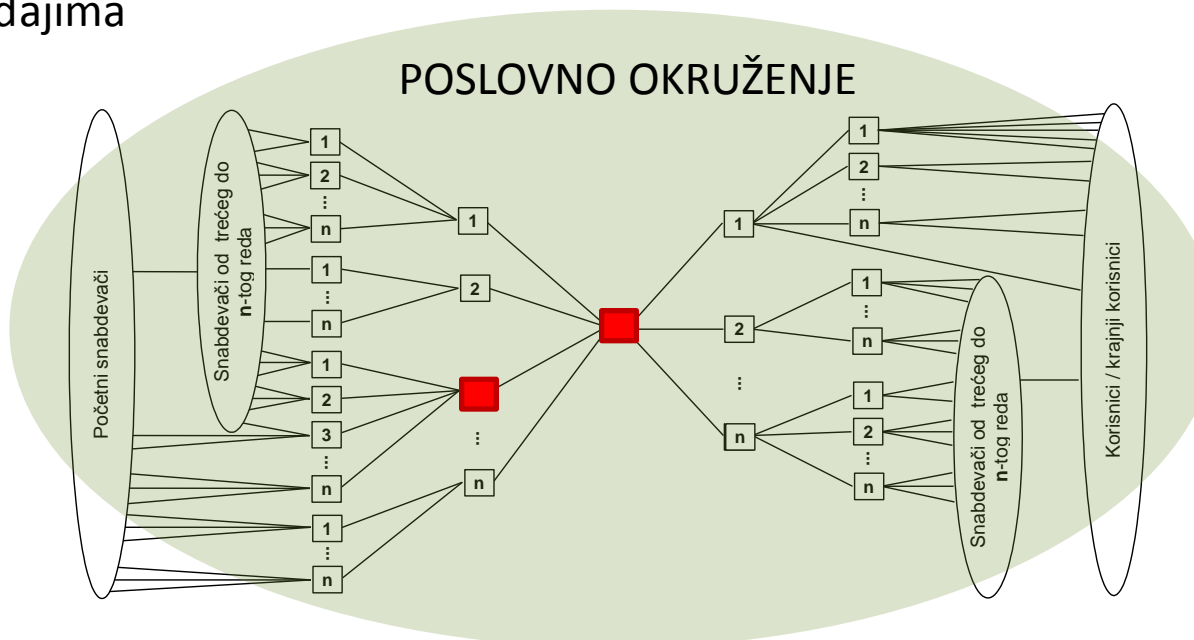 dajima
POSLOVNO OKRUŽENJE
Početni snabdevači
Snabdevači od trećeg do
n-tog reda
1
2
⋮
n
1
⋮
n
1
2
3
⋮
n
1
⋮
n
1
2
⋮
n
1
2
⋮
n
1
2
⋮
n
1
⋮
n
1
2
⋮
n
Snabdevači od trećeg do
n-tog reda
Korisnici / krajnji korisnici